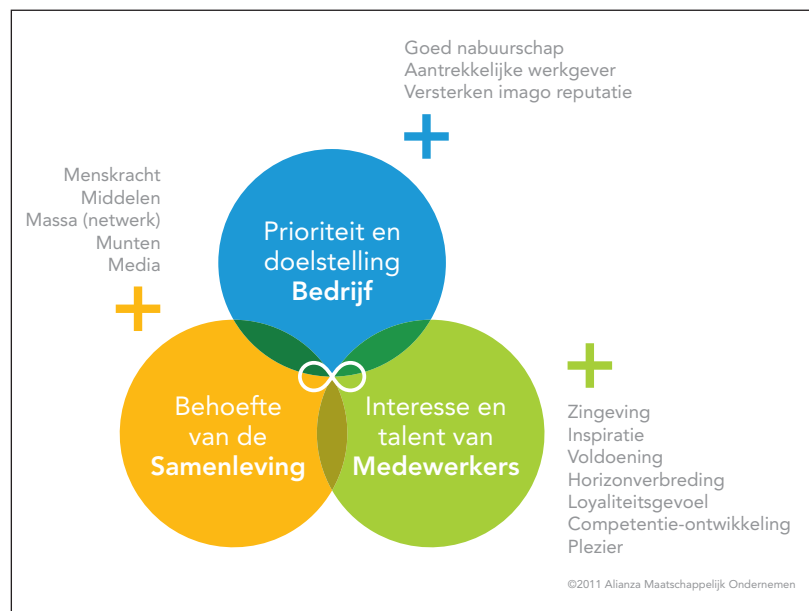 Goed nabuurschap
Aantrekkelijke werkgever
Versterken imago reputatie
Menskracht
Middelen
Massa (netwerk)
Munten
Media
Prioriteit en
doelstelling
Bedrijf
Behoefte
van de
Samenleving
Interesse en
talent van
Medewerkers
Zingeving
Inspiratie
Voldoening
Horizonverbreding
Loyaliteitsgevoel
Competentie-ontwikkeling
Plezier
©2011 Alianza Maatschappelijk Ondernemen